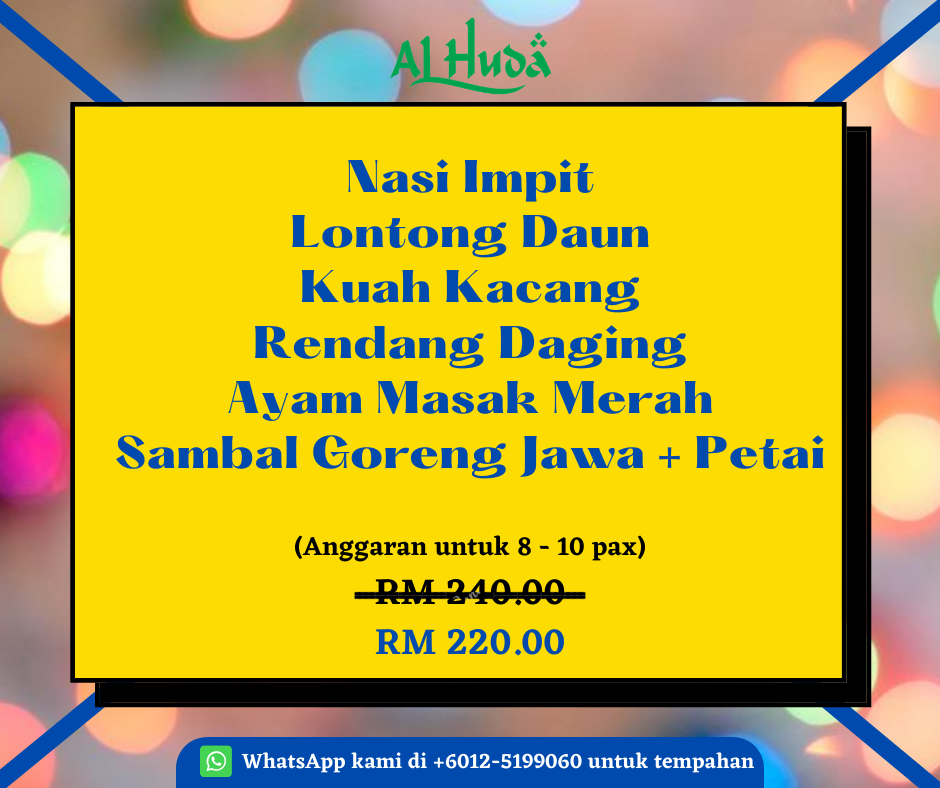 AL Huda
Nasi Impit
Lontong Daun
Kuah Kacang
Rendang Daging
Ayam Masak Merah
Sambal Goreng Jawa + Petai
(Anggaran untuk 8 - 10 pax)
RM 240.00
RM 220.00
WhatsApp kami di +6012-5199060 untuk tempahan